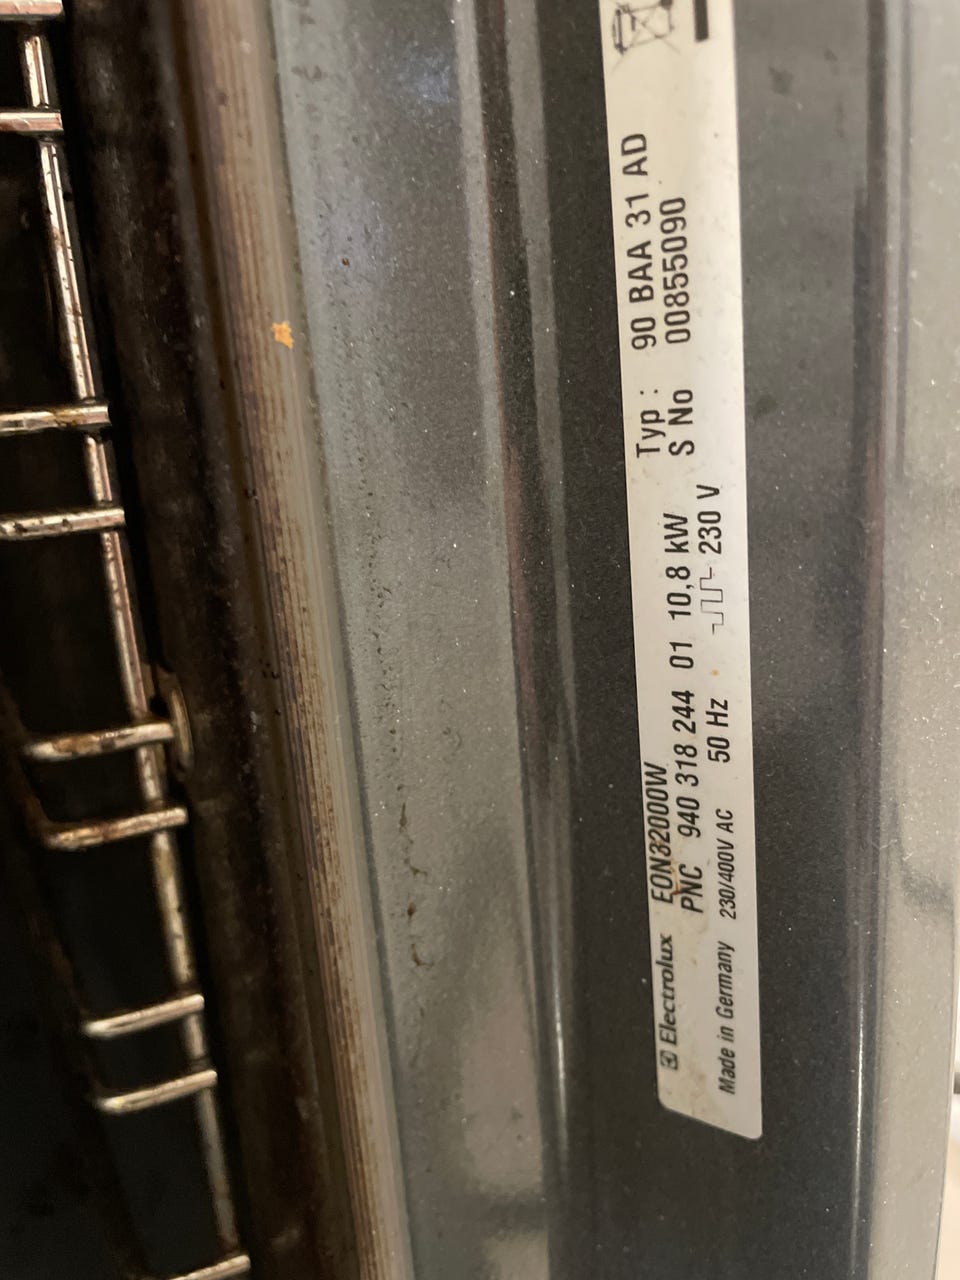 Electrolux EON32000W Typ : 90 BAA 31 AD
PNC 940 318 244 01 10,8 kW S No 00855090
Made in Germany 230/400V AC 50 Hz 230 V